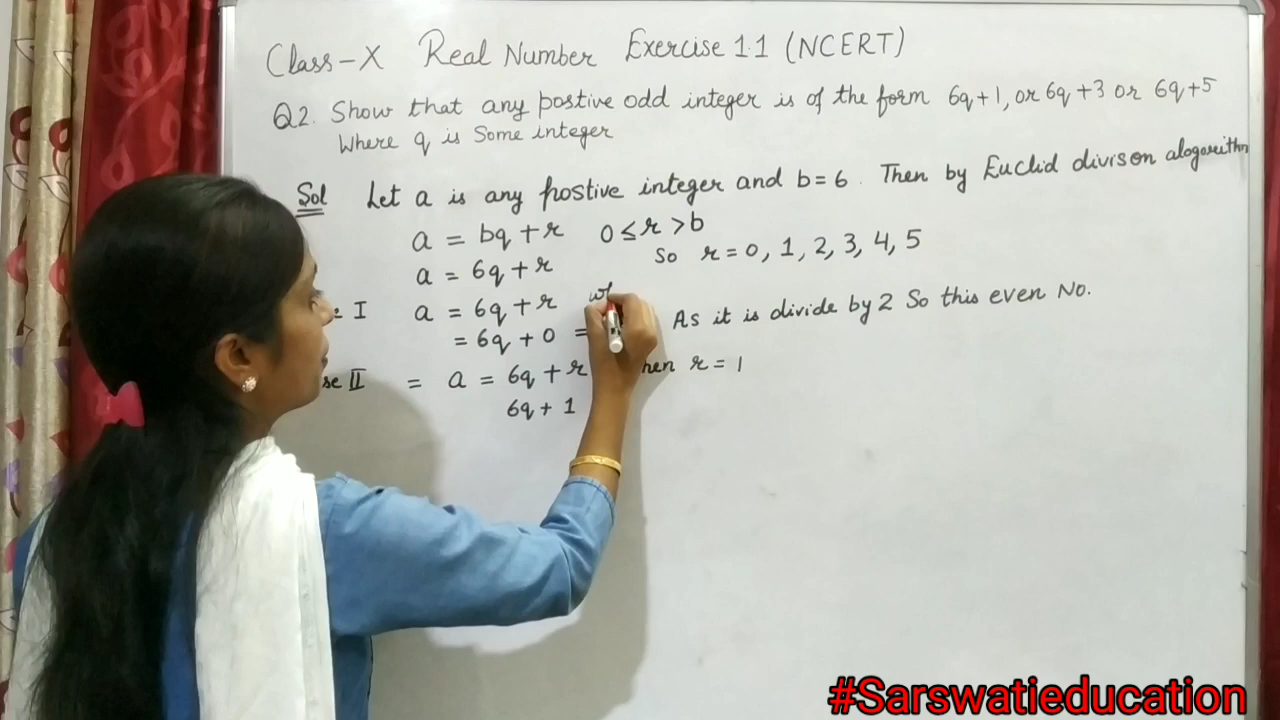 Class-X Real Number Exercise 1.1 (NCERT)
Q2. Show that any postive odd integer is of the form 6q+1, or 6q+3 or 6q+5
Where q is Some integer
Sol Let a is any postive integer and b=6. Then by Euclid divison alogorithm
a = bq + r 0 ≤ r > b
a = 6q + r So r = 0, 1, 2, 3, 4, 5
I a = 6q + r
= 6q + 0 = As it is divide by 2 So this even No.
II = a = 6q + r r = 1
6q + 1
#Sarswatieducation